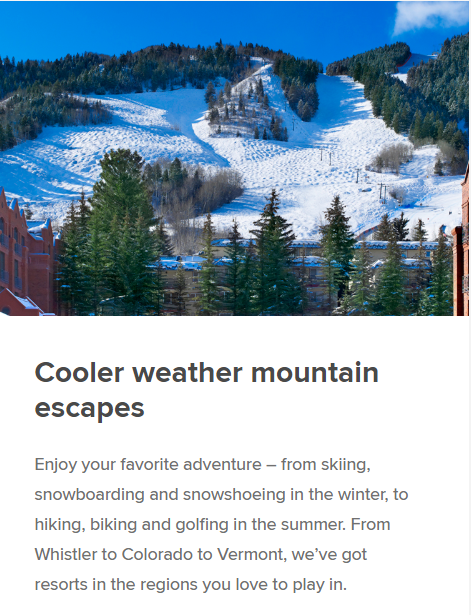 Cooler weather mountain
escapes
Enjoy your favorite adventure – from skiing,
snowboarding and snowshoeing in the winter, to
hiking, biking and golfing in the summer. From
Whistler to Colorado to Vermont, we’ve got
resorts in the regions you love to play in.